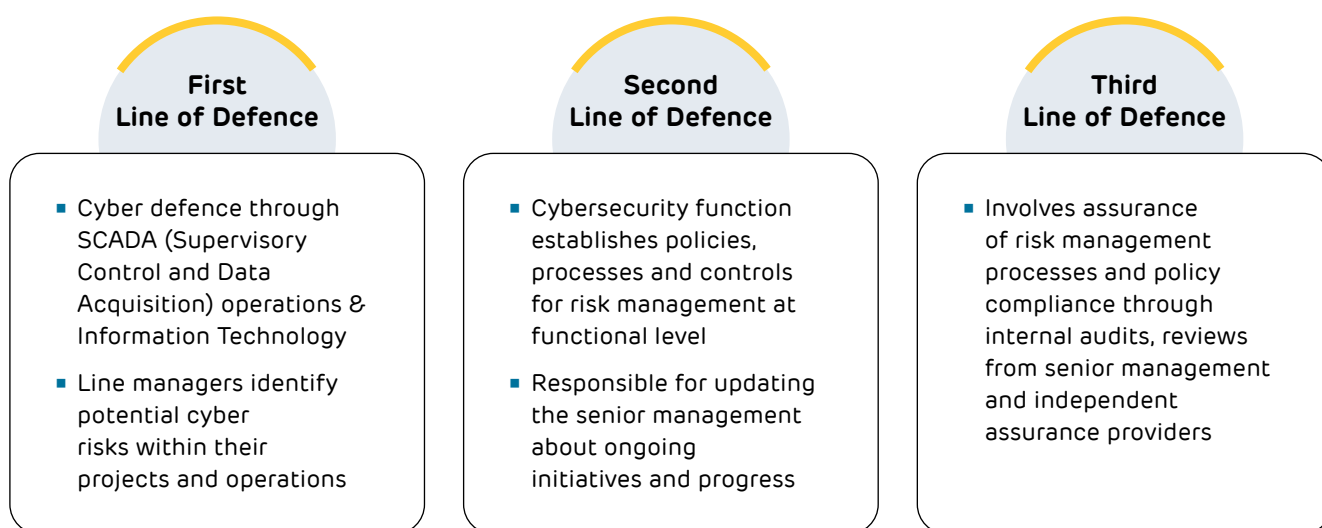 First
Line of Defence
■ Cyber defence through
SCADA (Supervisory
Control and Data
Acquisition) operations &
Information Technology
■ Line managers identify
potential cyber
risks within their
projects and operations
Second
Line of Defence
■ Cybersecurity function
establishes policies,
processes and controls
for risk management at
functional level
■ Responsible for updating
the senior management
about ongoing
initiatives and progress
Third
Line of Defence
■ Involves assurance
of risk management
processes and policy
compliance through
internal audits, reviews
from senior management
and independent
assurance providers